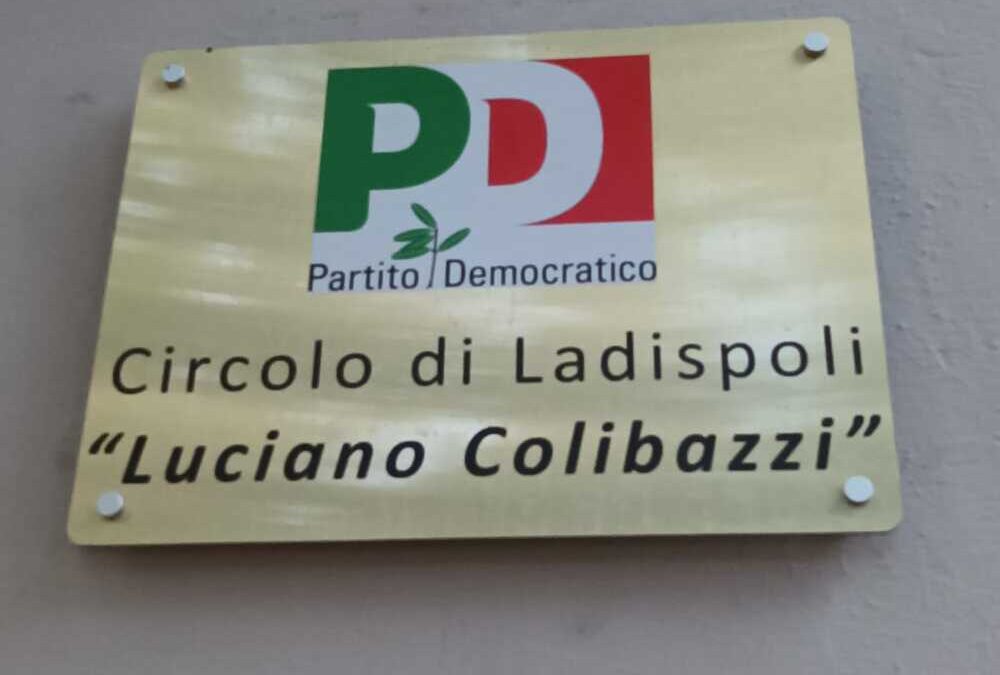 PD
Partito Democratico
Circolo di Ladispoli
“Luciano Colibazzi”